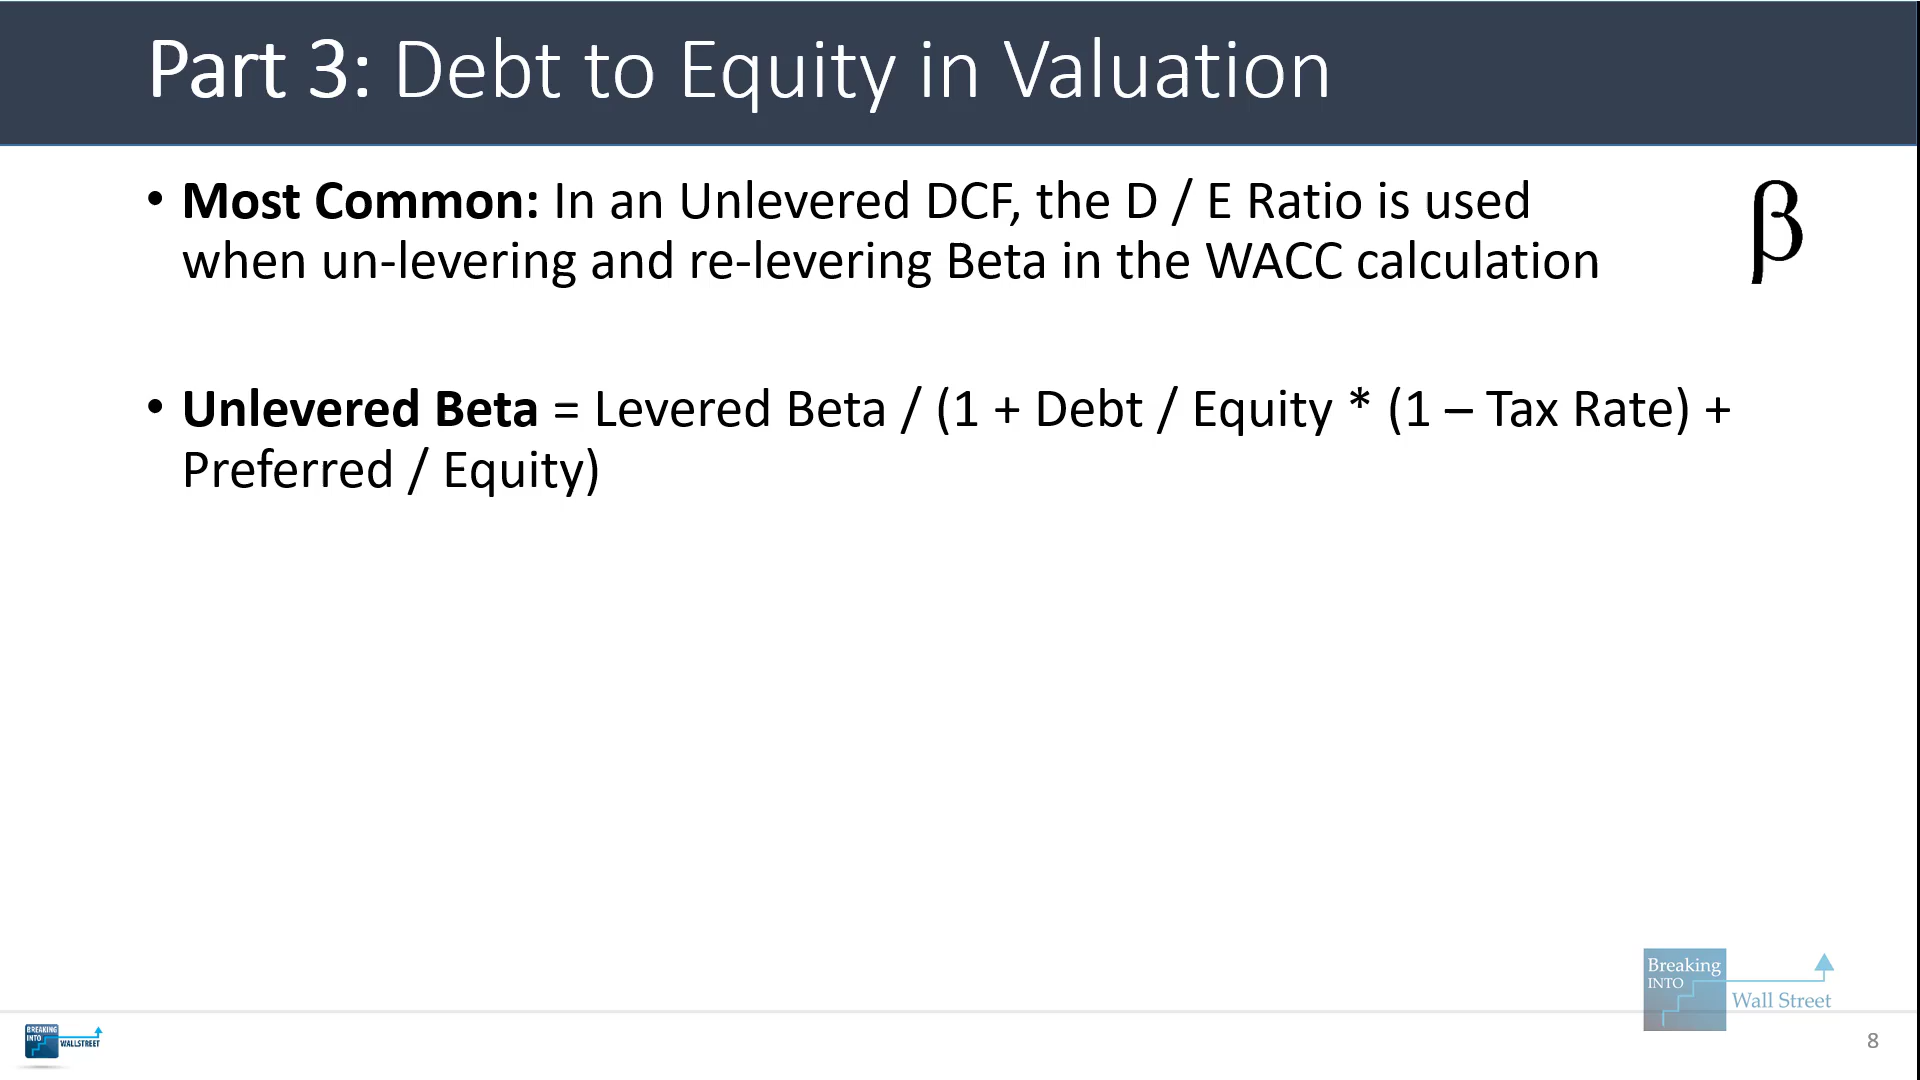 Part 3: Debt to Equity in Valuation
• Most Common: In an Unlevered DCF, the D / E Ratio is used
when un-levering and re-levering Beta in the WACC calculation
β
• Unlevered Beta = Levered Beta / (1 + Debt / Equity * (1 – Tax Rate) +
Preferred / Equity)
Breaking
INTO
Wall Street
BREAKING
INTO
WALLSTREET
8